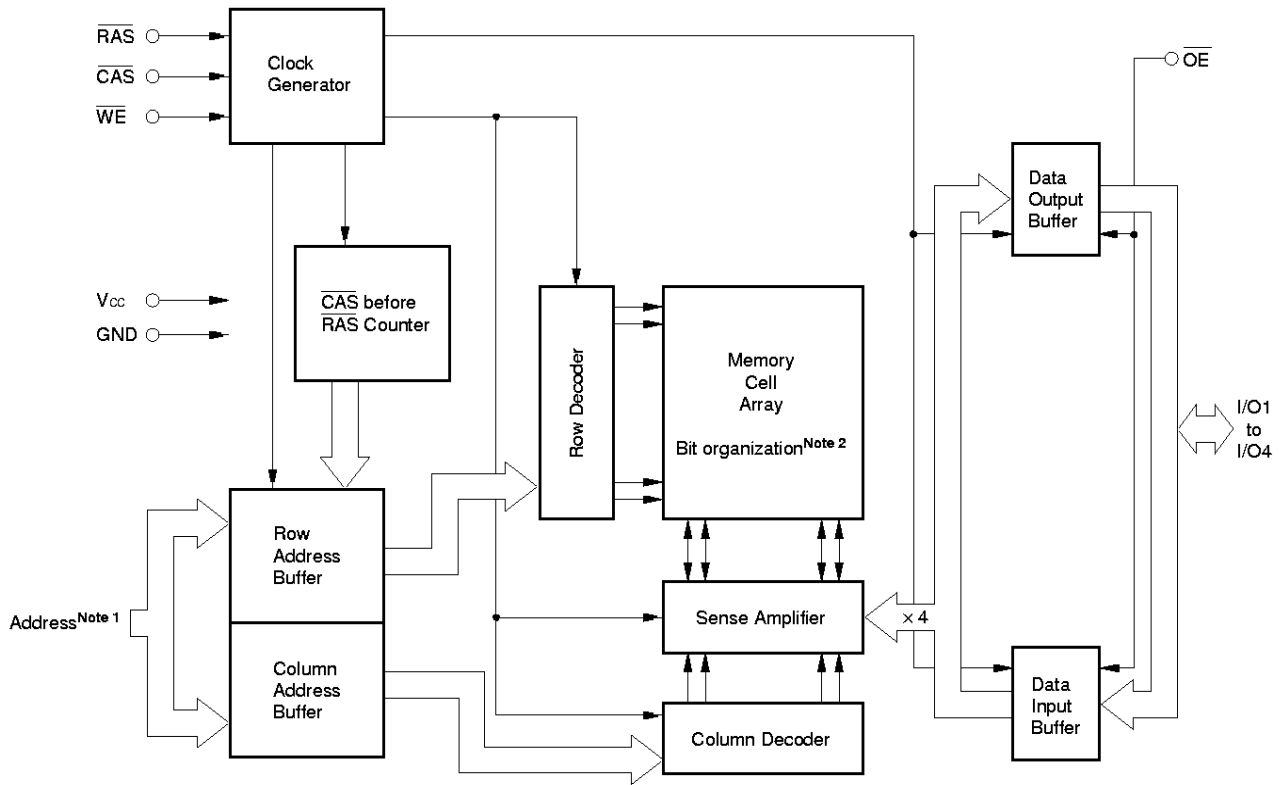 RAS
CAS
WE
Clock
Generator
OE
Data
Output
Buffer
CAS before
RAS Counter
Vcc
GND
Row Decoder
Memory
Cell
Array
Bit organization Note 2
I/O1
to
I/O4
Row
Address
Buffer
Address Note 1
Sense Amplifier
× 4
Column
Address
Buffer
Column Decoder
Data
Input
Buffer